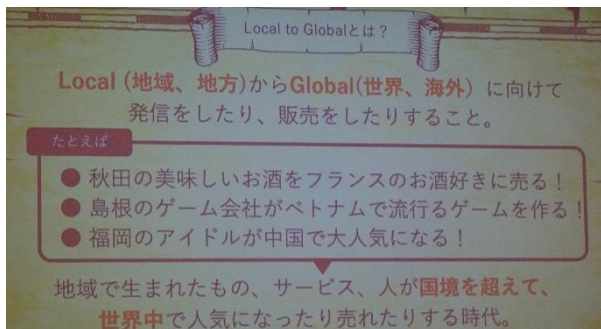 Local to Globalとは？
Local (地域、地方)からGlobal(世界、海外) に向けて
発信をしたり、販売をしたりすること。
たとえば
● 秋田の美味しいお酒をフランスのお酒好きに売る！
● 島根のゲーム会社がベトナムで流行るゲームを作る！
● 福岡のアイドルが中国で大人気になる！
地域で生まれたもの、サービス、人が国境を超えて、
世界中で人気になったり売れたりする時代。